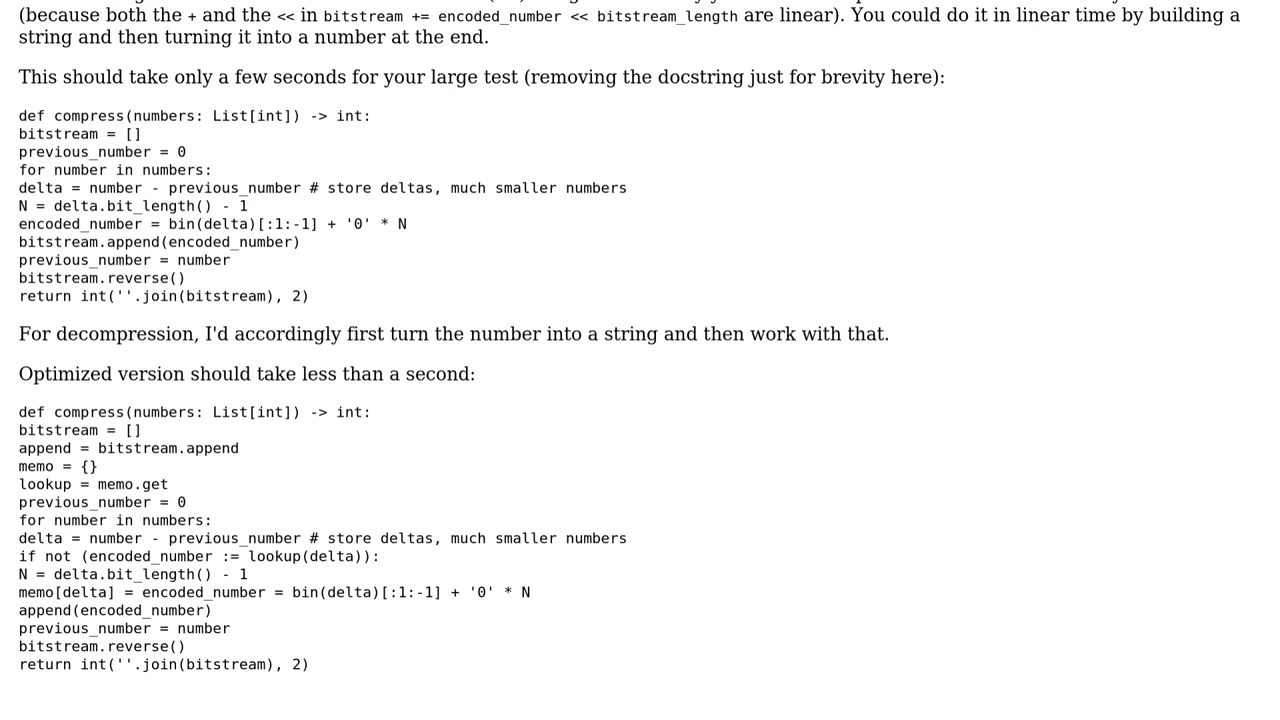 (because both the + and the << in bitstream += encoded_number << bitstream_length are linear). You could do it in linear time by building a
string and then turning it into a number at the end.
This should take only a few seconds for your large test (removing the docstring just for brevity here):
def compress(numbers: List[int]) -> int:
bitstream = []
previous_number = 0
for number in numbers:
delta = number - previous_number # store deltas, much smaller numbers
N = delta.bit_length() - 1
encoded_number = bin(delta)[:1:-1] + '0' * N
bitstream.append(encoded_number)
previous_number = number
bitstream.reverse()
return int(''.join(bitstream), 2)
For decompression, I'd accordingly first turn the number into a string and then work with that.
Optimized version should take less than a second:
def compress(numbers: List[int]) -> int:
bitstream = []
append = bitstream.append
memo = {}
lookup = memo.get
previous_number = 0
for number in numbers:
delta = number - previous_number # store deltas, much smaller numbers
if not (encoded_number := lookup(delta)):
N = delta.bit_length() - 1
memo[delta] = encoded_number = bin(delta)[:1:-1] + '0' * N
append(encoded_number)
previous_number = number
bitstream.reverse()
return int(''.join(bitstream), 2)